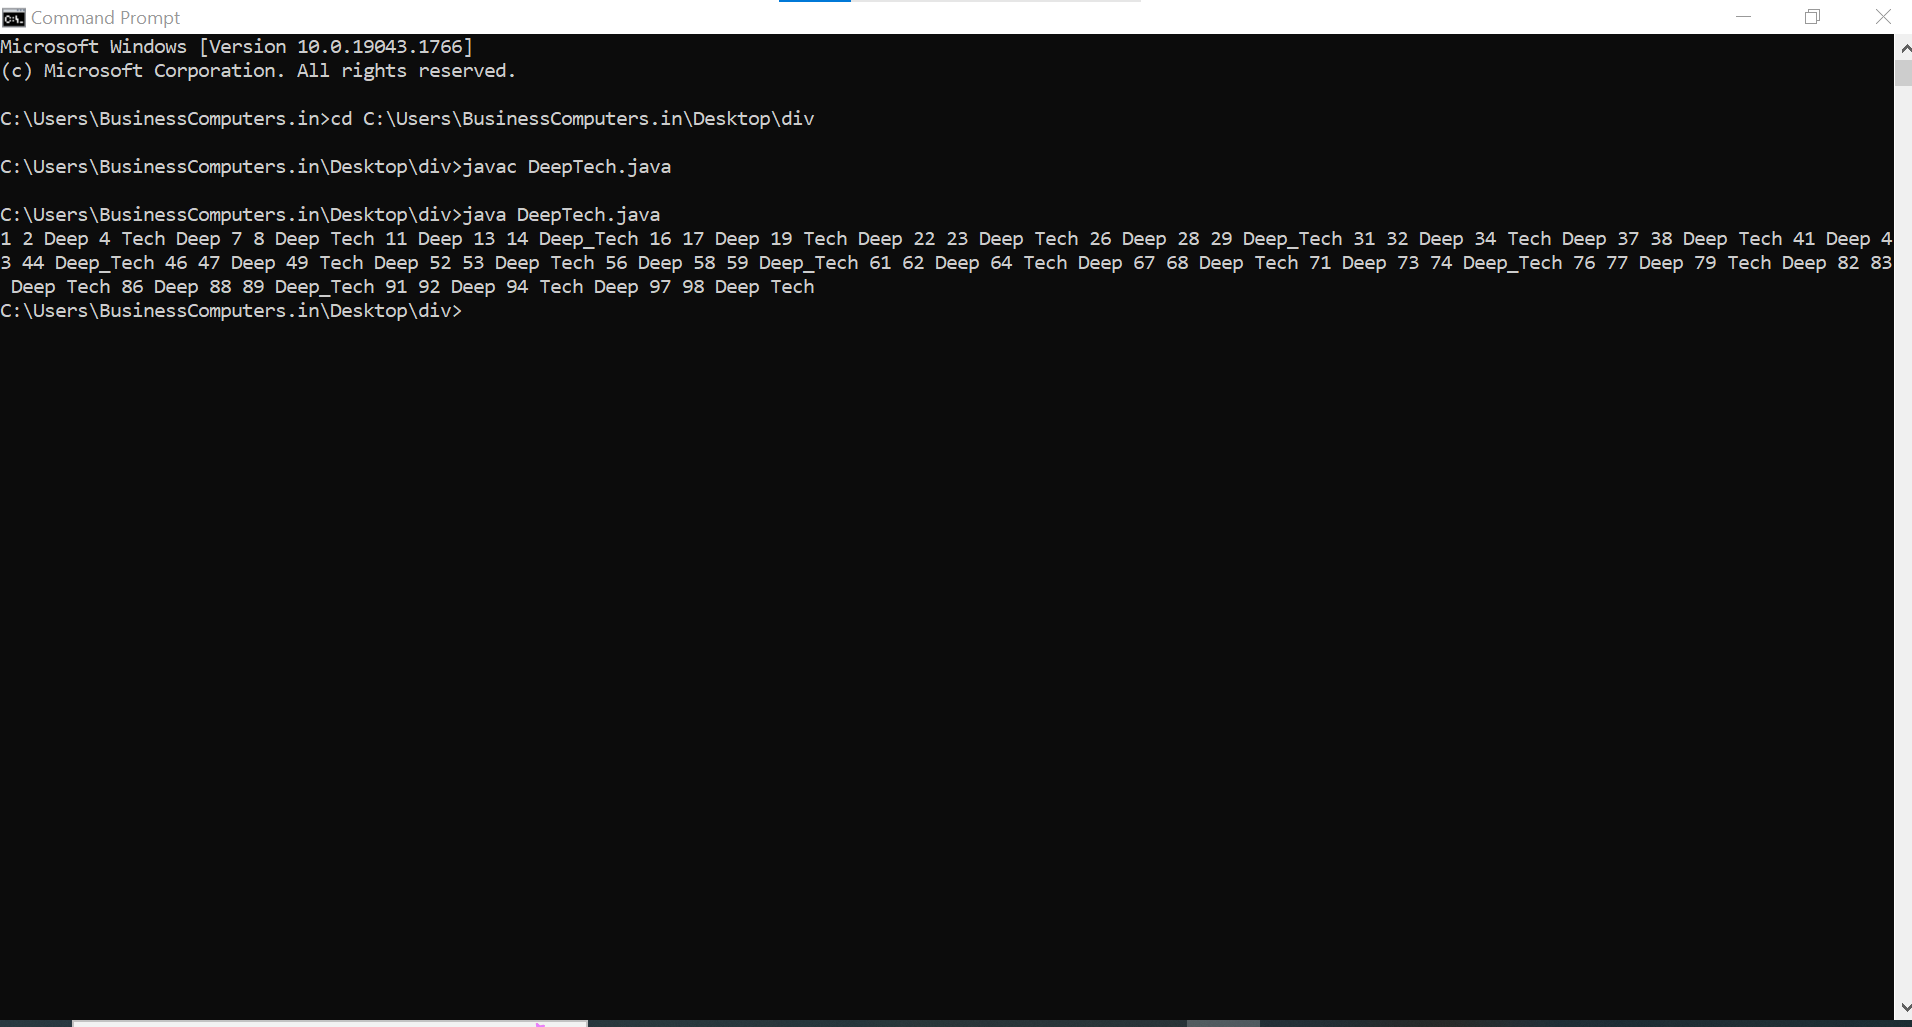 Command Prompt
Microsoft Windows [Version 10.0.19043.1766]
(c) Microsoft Corporation. All rights reserved.
C:\Users\BusinessComputers.in>cd C:\Users\BusinessComputers.in\Desktop\div
C:\Users\BusinessComputers.in\Desktop\div>javac DeepTech.java
C:\Users\BusinessComputers.in\Desktop\div>java DeepTech.java
1 2 Deep 4 Tech Deep 7 8 Deep Tech 11 Deep 13 14 Deep_Tech 16 17 Deep 19 Tech Deep 22 23 Deep Tech 26 Deep 28 29 Deep_Tech 31 32 Deep 34 Tech Deep 37 38 Deep Tech 41 Deep 4
3 44 Deep_Tech 46 47 Deep 49 Tech Deep 52 53 Deep Tech 56 Deep 58 59 Deep_Tech 61 62 Deep 64 Tech Deep 67 68 Deep Tech 71 Deep 73 74 Deep_Tech 76 77 Deep 79 Tech Deep 82 83
 Deep Tech 86 Deep 88 89 Deep_Tech 91 92 Deep 94 Tech Deep 97 98 Deep Tech
C:\Users\BusinessComputers.in\Desktop\div>